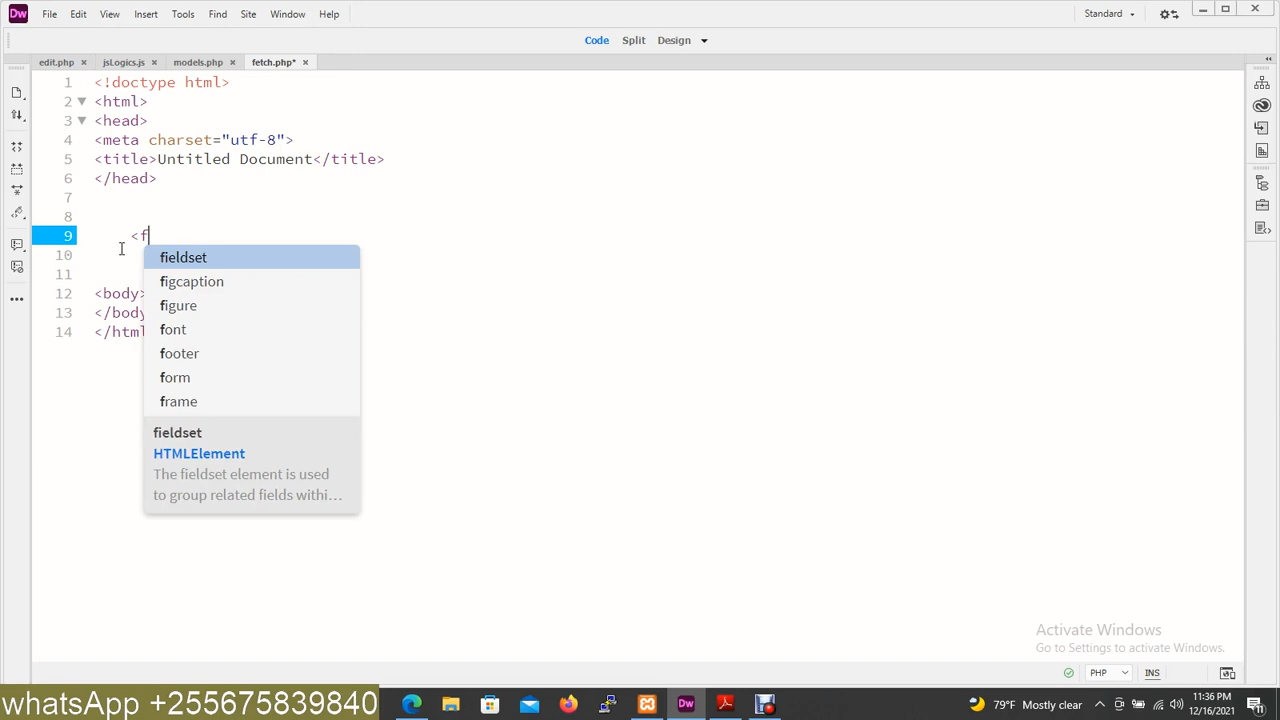 Dw File Edit View Insert Tools Find Site Window Help Standard
Code Split Design
edit.php jsLogics.js models.php fetch.php*
1 <!doctype html>
2 <html>
3 <head>
4 <meta charset="utf-8">
5 <title>Untitled Document</title>
6 </head>
7
8
9 <f
10
11
12 <body>
13 </body
14 </html
fieldset
figcaption
figure
font
footer
form
frame
fieldset
HTMLElement
The fieldset element is used
to group related fields withi...
Activate Windows
Go to Settings to activate Windows.
PHP INS
whatsApp +255675839840
Dw
79°F Mostly clear
11:36 PM
12/16/2021
11